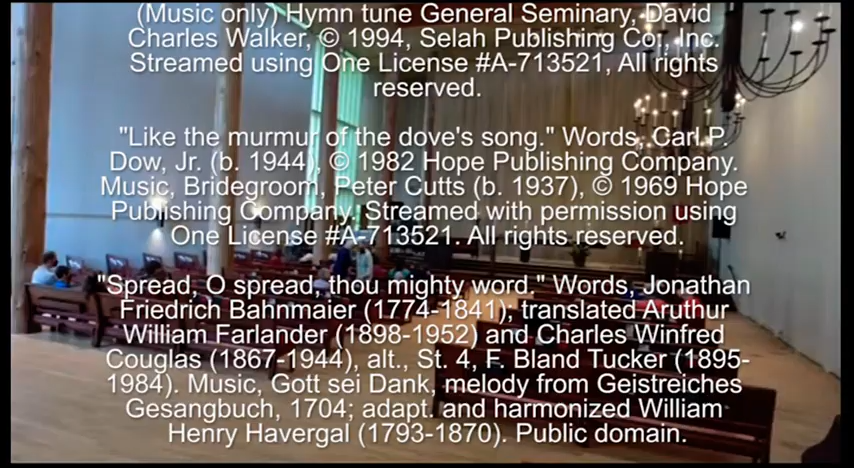 (Music only) Hymn tune General Seminary, David
Charles Walker, © 1994, Selah Publishing Col, Inc.
Streamed using One License #A-713521, All rights
reserved.
"Like the murmur of the dove's song." Words, Carl P.
Dow, Jr. (b. 1944), © 1982 Hope Publishing Company.
Music, Bridegroom, Peter Cutts (b. 1937), © 1969 Hope
Publishing Company. Streamed with permission using
One License #A-713521. All rights reserved.
"Spread, O spread, thou mighty word." Words, Jonathan
Friedrich Bahnmaier (1774-1841); translated Aruthur
William Farlander (1898-1952) and Charles Winfred
Couglas (1867-1944), alt., St. 4, F. Bland Tucker (1895-
1984). Music, Gott sei Dank, melody from Geistreiches
Gesangbuch, 1704; adapt. and harmonized William
Henry Havergal (1793-1870). Public domain.